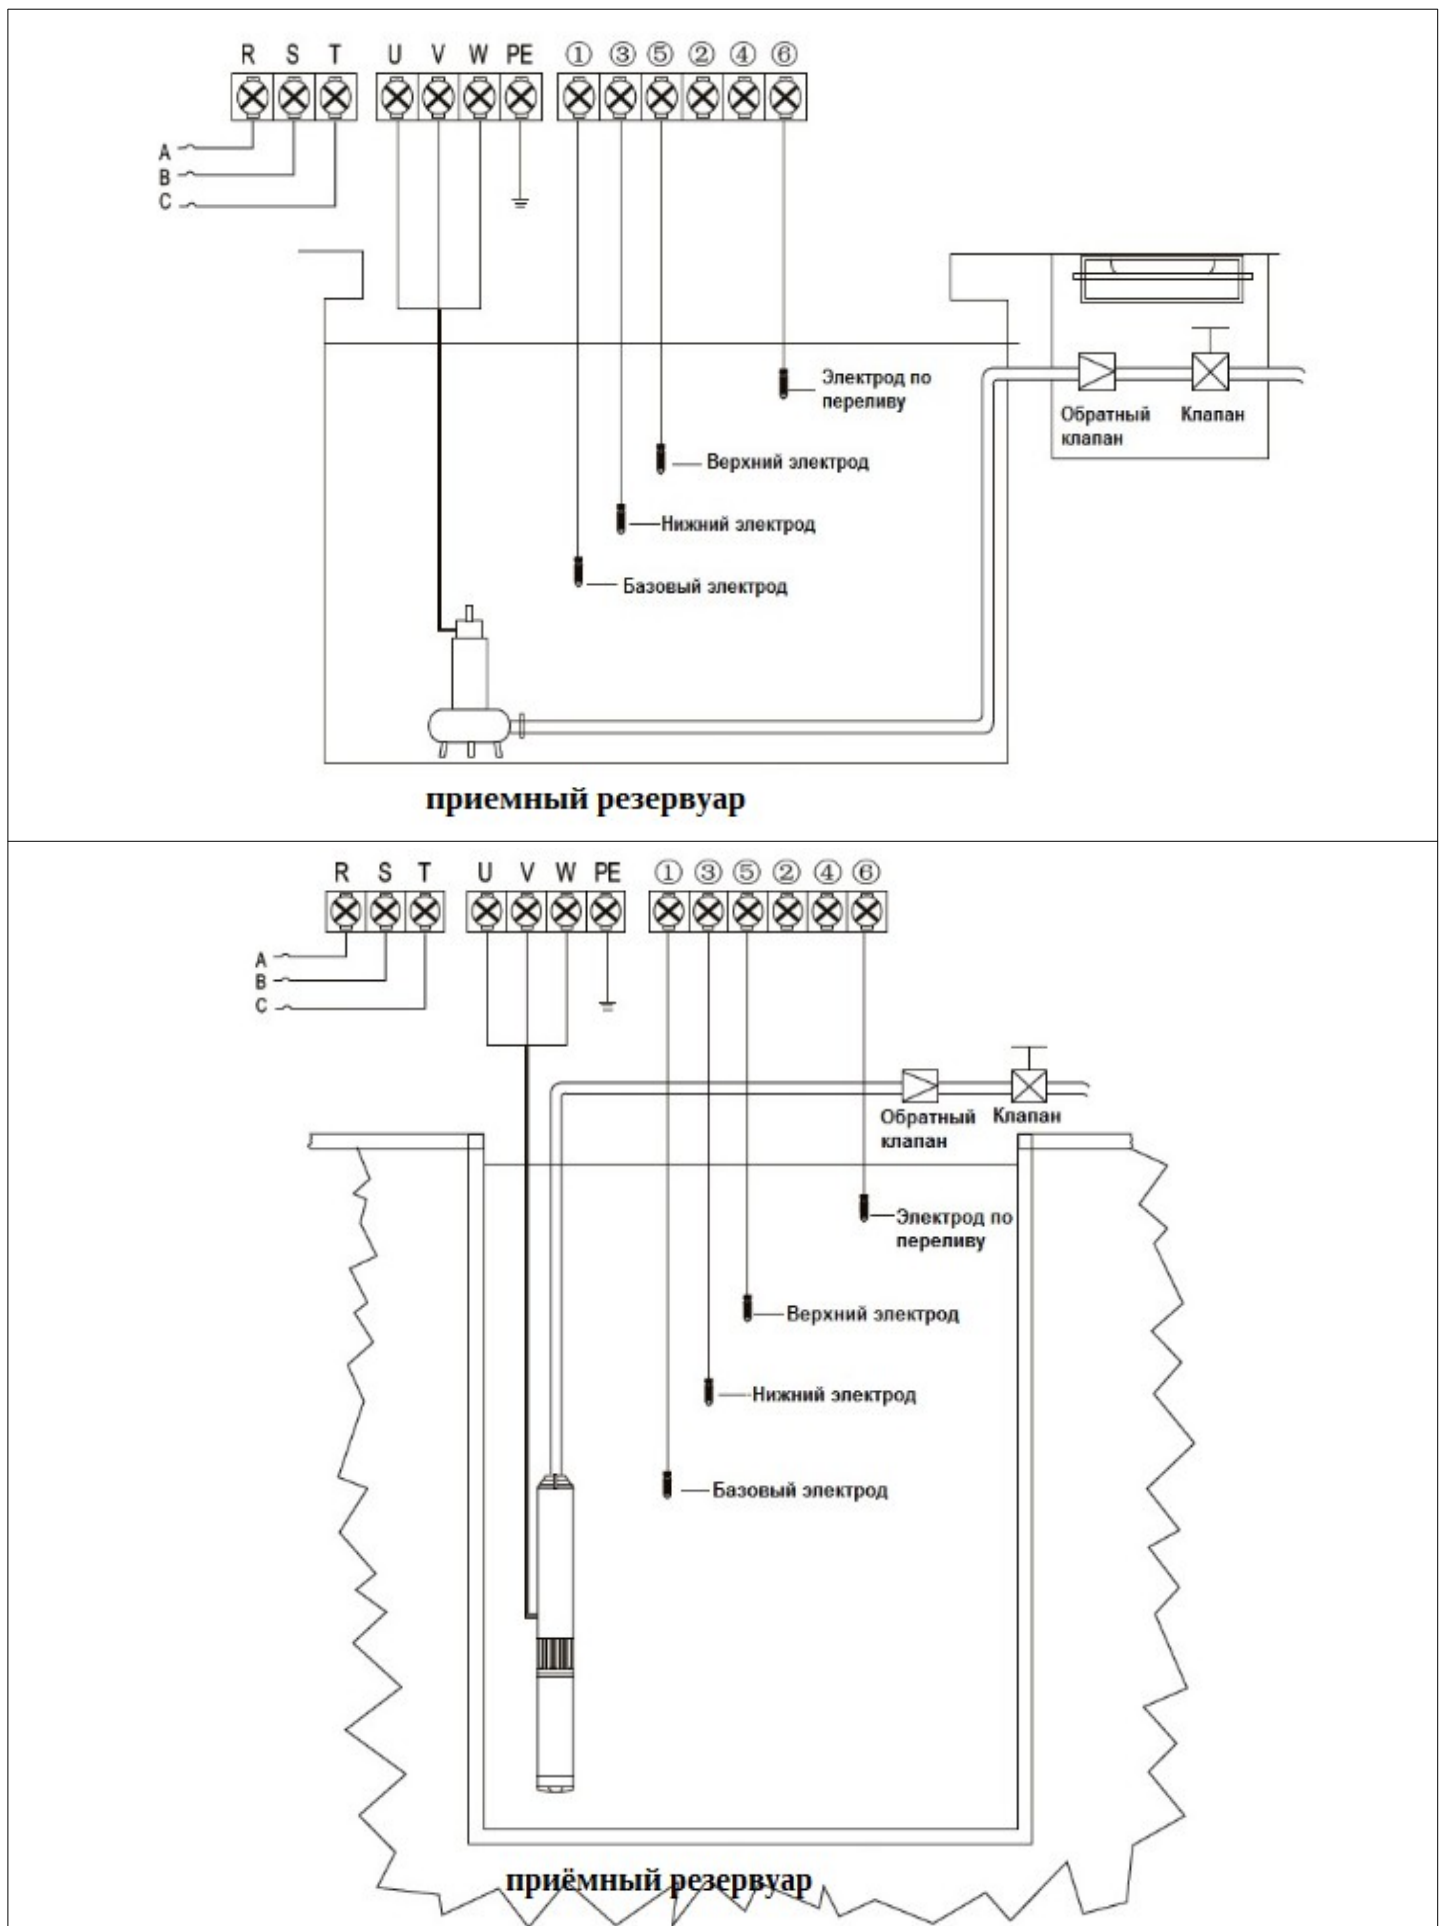 R S T U V W PE ① ③ ⑤ ② ④ ⑥
A
B
C
Электрод по
переливу
Обратный
клапан
Клапан
Верхний электрод
Нижний электрод
Базовый электрод
приемный резервуар
R S T U V W PE ① ③ ⑤ ② ④ ⑥
A
B
C
Обратный
клапан
Клапан
Электрод по
переливу
Верхний электрод
Нижний электрод
Базовый электрод
приёмный резервуар